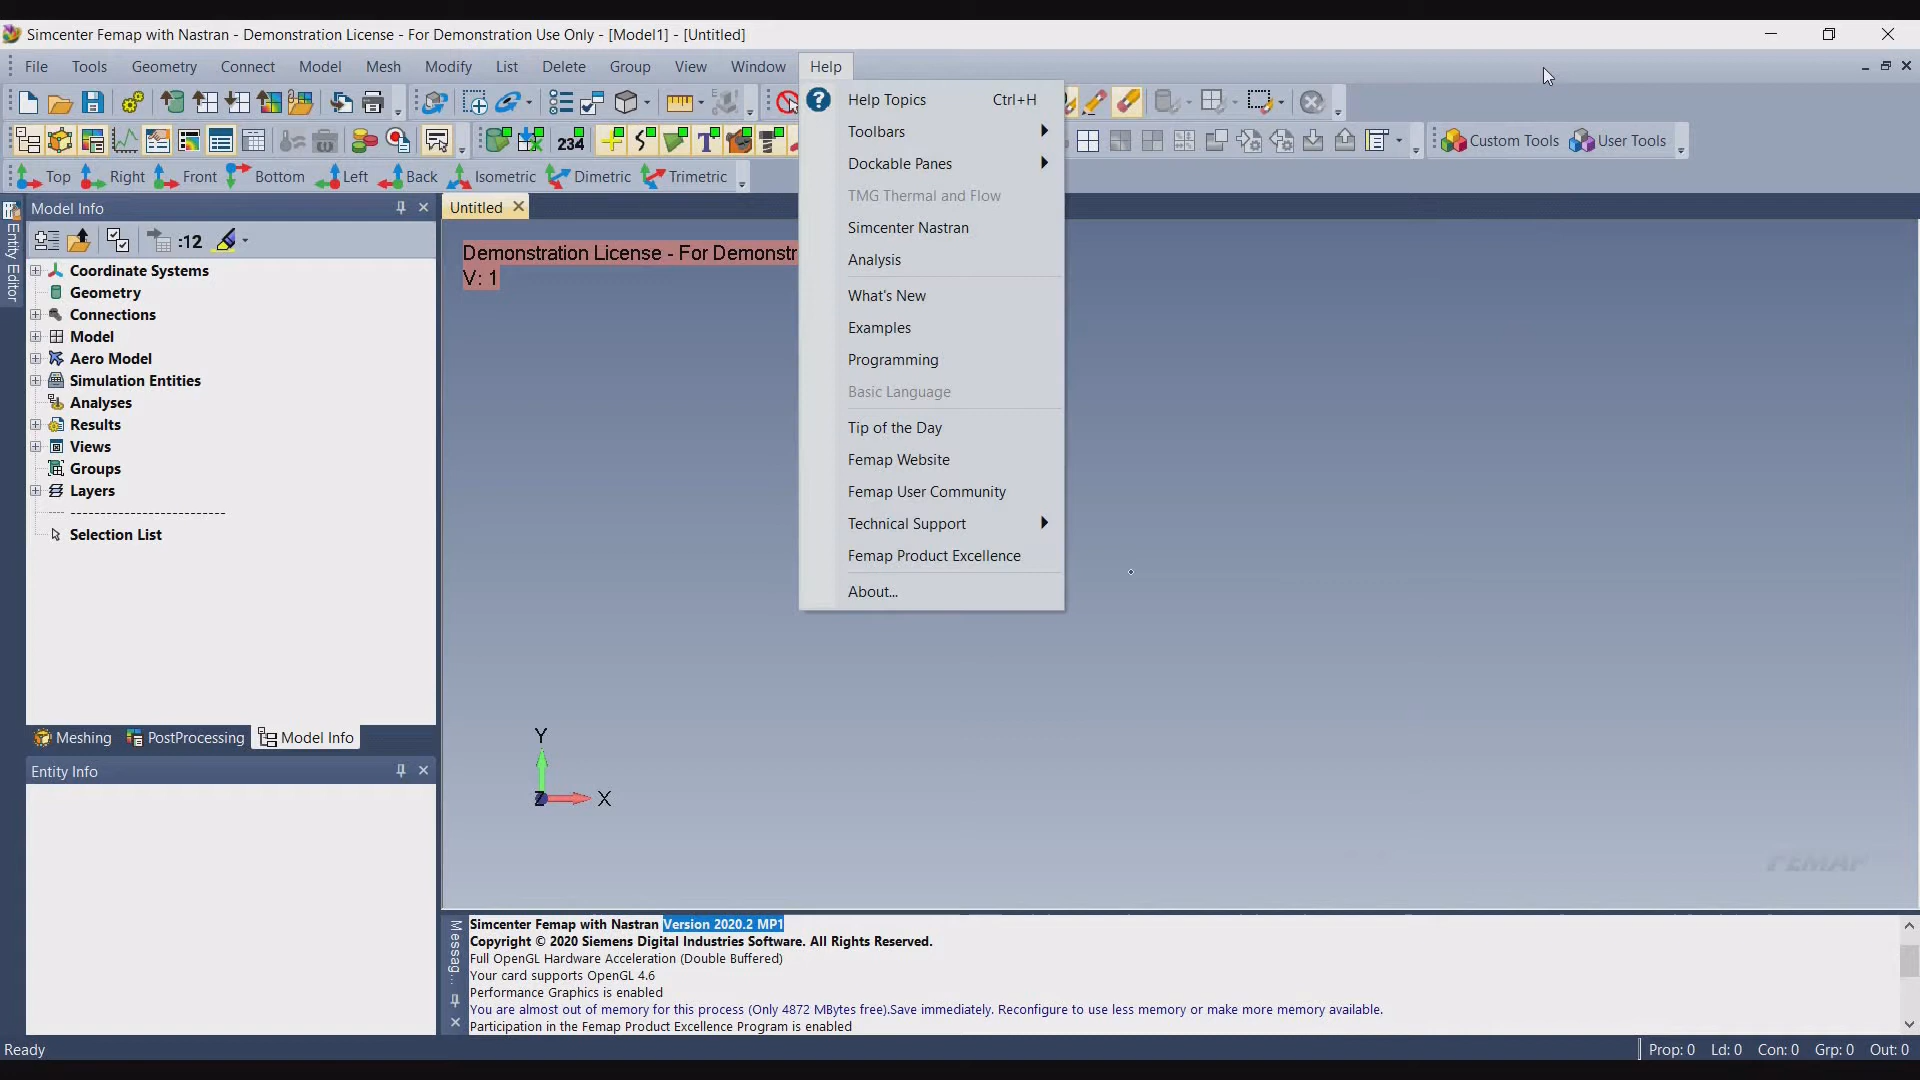 Simcenter Femap with Nastran - Demonstration License - For Demonstration Use Only - [Model1] - [Untitled]
File Tools Geometry Connect Model Mesh Modify List Delete Group View Window Help
234 Custom Tools User Tools
Top Right Front Bottom Left Back Isometric Dimetric Trimetric
Help Topics Ctrl+H
Toolbars
Dockable Panes
TMG Thermal and Flow
Simcenter Nastran
Analysis
What's New
Examples
Programming
Basic Language
Tip of the Day
Femap Website
Femap User Community
Technical Support
Femap Product Excellence
About...
Entity Editor
Model Info
:12
Coordinate Systems
Geometry
Connections
Model
Aero Model
Simulation Entities
Analyses
Results
Views
Groups
Layers
--------------------------
Selection List
Meshing PostProcessing Model Info
Entity Info
Untitled
Demonstration License - For Demonstr
V: 1
Y
Z X
FEMAP
Messag...
Simcenter Femap with Nastran Version 2020.2 MP1
Copyright © 2020 Siemens Digital Industries Software. All Rights Reserved.
Full OpenGL Hardware Acceleration (Double Buffered)
Your card supports OpenGL 4.6
Performance Graphics is enabled
You are almost out of memory for this process (Only 4872 MBytes free).Save immediately. Reconfigure to use less memory or make more memory available.
Participation in the Femap Product Excellence Program is enabled
Ready Prop: 0 Ld: 0 Con: 0 Grp: 0 Out: 0